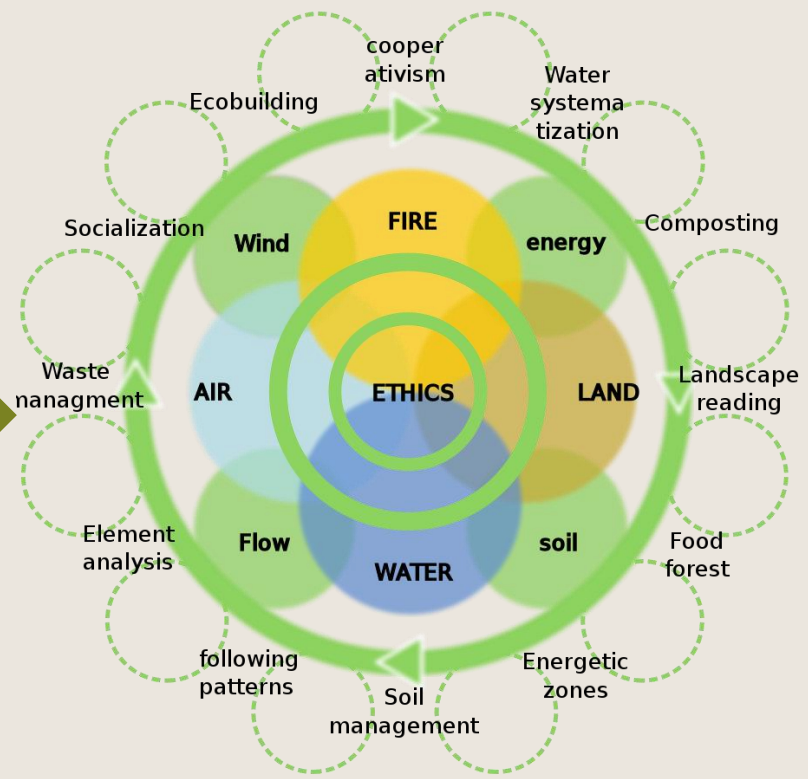 cooper
ativism
Water
systema
tization
Ecobuilding
Socialization
Composting
FIRE
Wind
energy
Waste
managment
AIR
ETHICS
LAND
Landscape
reading
Element
analysis
Flow
soil
WATER
Food
forest
following
patterns
Soil
management
Energetic
zones